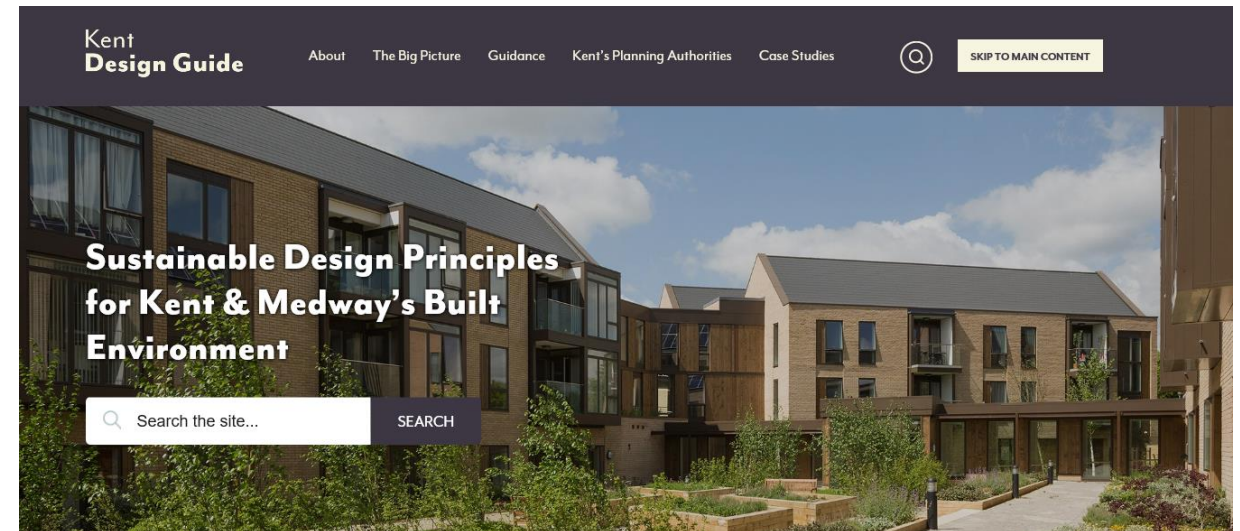 Kent
Design Guide
About The Big Picture Guidance Kent's Planning Authorities Case Studies
SKIP TO MAIN CONTENT
Sustainable Design Principles
for Kent & Medway's Built
Environment
Search the site...
SEARCH